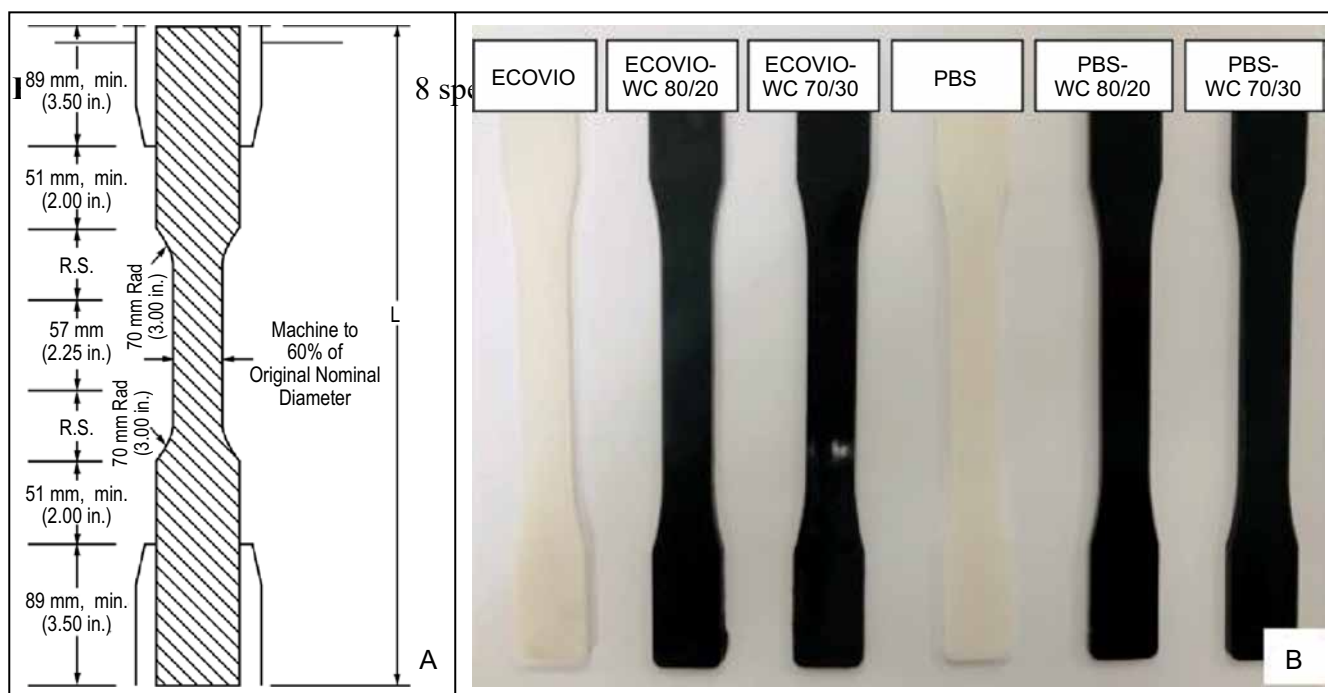 89 mm, min.
(3.50 in.)
51 mm, min.
(2.00 in.)
R.S.
70 mm Rad
(3.00 in.)
57 mm
(2.25 in.)
Machine to
60% of
Original Nominal
Diameter
L
R.S.
70 mm Rad
(3.00 in.)
51 mm, min.
(2.00 in.)
89 mm, min.
(3.50 in.)
A
8 spe
ECOVIO
ECOVIO-
WC 80/20
ECOVIO-
WC 70/30
PBS
PBS-
WC 80/20
PBS-
WC 70/30
B